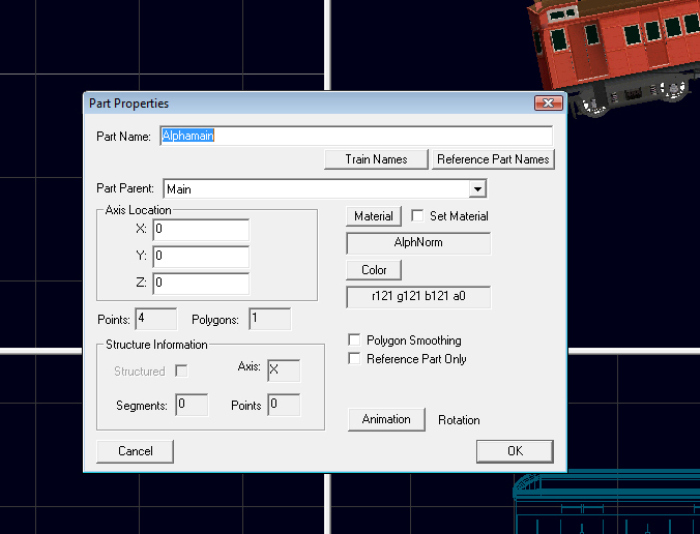 Part Properties
Part Name: Alphamain
Train Names Reference Part Names
Part Parent: Main
Axis Location
X: 0
Y: 0
Z: 0
Material Set Material
AlphNorm
Color
r121 g121 b121 a0
Points: 4 Polygons: 1
Polygon Smoothing
Reference Part Only
Structure Information
Structured Axis: X
Segments: 0 Points 0
Animation Rotation
Cancel OK